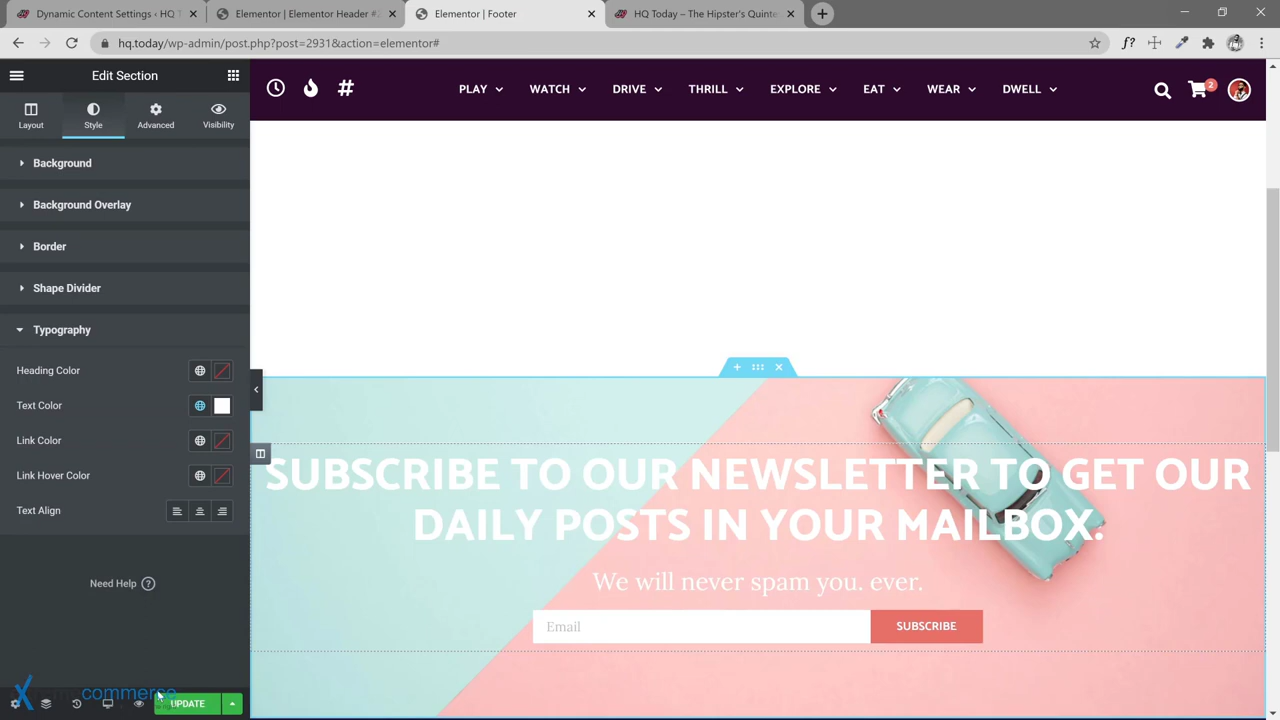 Dynamic Content Settings ‹ HQ T
Elementor | Elementor Header #2
Elementor | Footer
HQ Today – The Hipster's Quinte
hq.today/wp-admin/post.php?post=2931&action=elementor#
Edit Section
Layout
Style
Advanced
Visibility
Background
Background Overlay
Border
Shape Divider
Typography
Heading Color
Text Color
Link Color
Link Hover Color
Text Align
Need Help
commerse
UPDATE
PLAY
WATCH
DRIVE
THRILL
EXPLORE
EAT
WEAR
DWELL
2
SUBSCRIBE TO OUR NEWSLETTER TO GET OUR
DAILY POSTS IN YOUR MAILBOX.
We will never spam you. ever.
Email
SUBSCRIBE